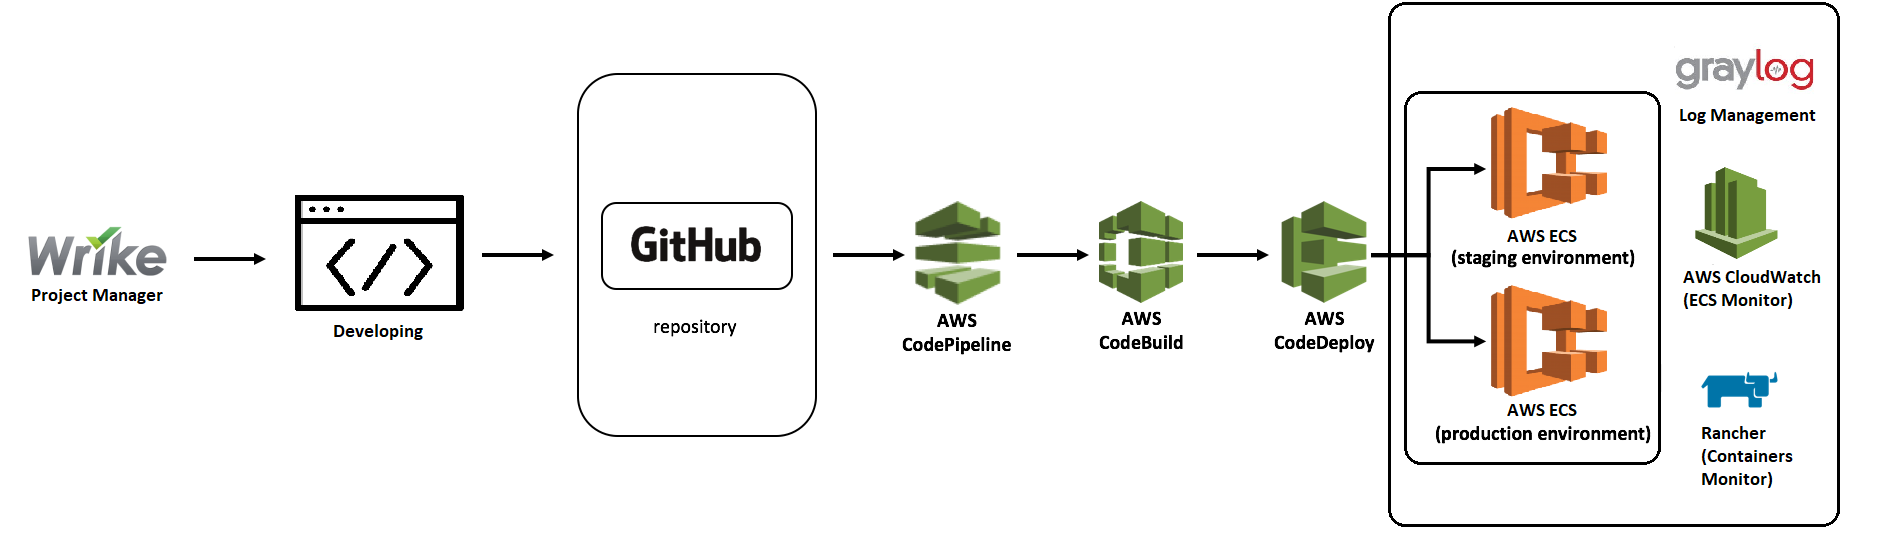 Wrike
Project Manager
Developing
GitHub
repository
AWS
CodePipeline
AWS
CodeBuild
AWS
CodeDeploy
AWS ECS
(staging environment)
AWS ECS
(production environment)
graylog
Log Management
AWS CloudWatch
(ECS Monitor)
Rancher
(Containers
Monitor)